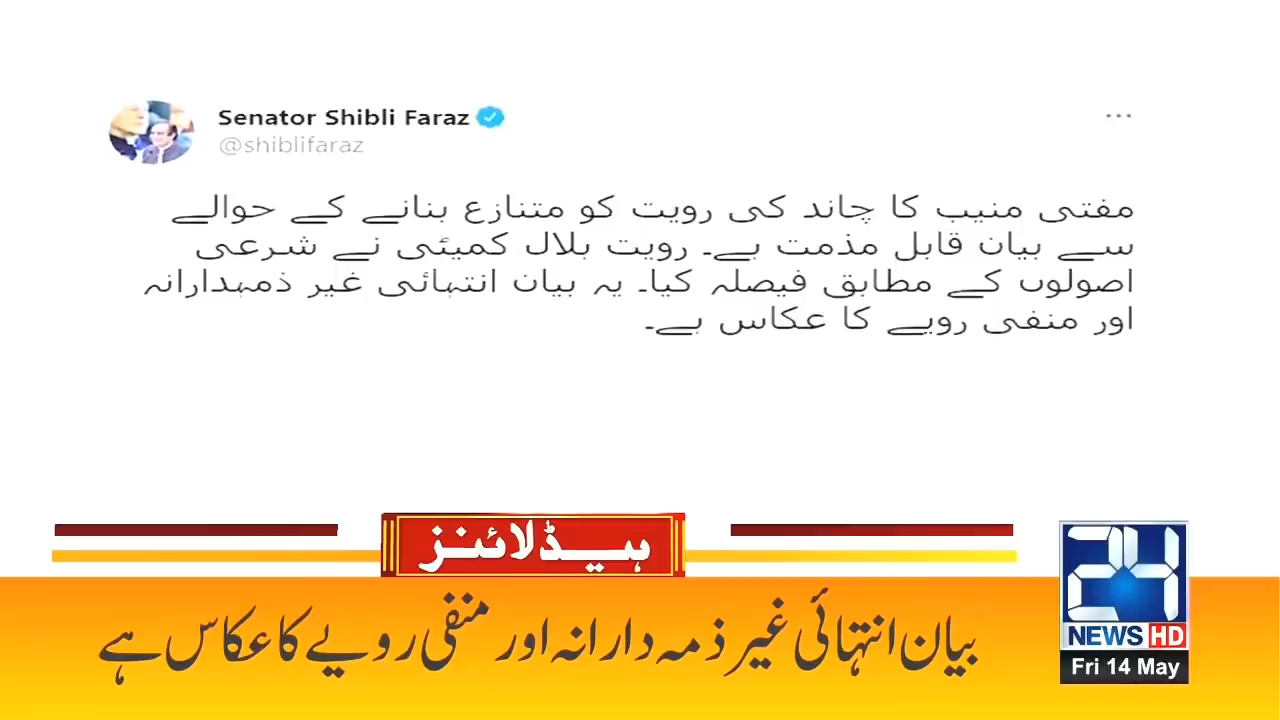 Senator Shibli Faraz
@shiblifaraz
مفتی منیب کا چاند کی رویت کو متنازع بنانے کے حوالے
سے بیان قابل مذمت ہے۔ رویت ہلال کمیٹی نے شرعی
اصولوں کے مطابق فیصلہ کیا۔ یہ بیان انتہائی غیر ذمہدارانہ
اور منفی رویے کا عکاس ہے۔
ہیڈلائنز
بیان انتہائی غیر ذمہ دارانہ اور منفی رویے کا عکاس ہے
24
NEWS HD
Fri 14 May